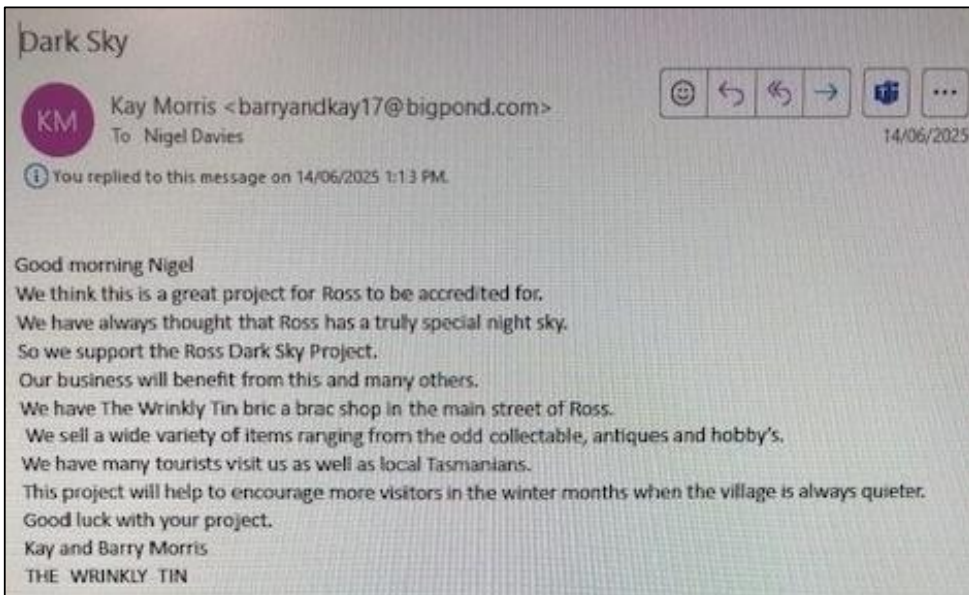 Dark Sky
KM
Kay Morris <barryandkay17@bigpond.com>
To Nigel Davies
14/06/2025
You replied to this message on 14/06/2025 1:13 PM.
Good morning Nigel
We think this is a great project for Ross to be accredited for.
We have always thought that Ross has a truly special night sky.
So we support the Ross Dark Sky Project.
Our business will benefit from this and many others.
We have The Wrinkly Tin bric a brac shop in the main street of Ross.
We sell a wide variety of items ranging from the odd collectable, antiques and hobby's.
We have many tourists visit us as well as local Tasmanians.
This project will help to encourage more visitors in the winter months when the village is always quieter.
Good luck with your project.
Kay and Barry Morris
THE WRINKLY TIN